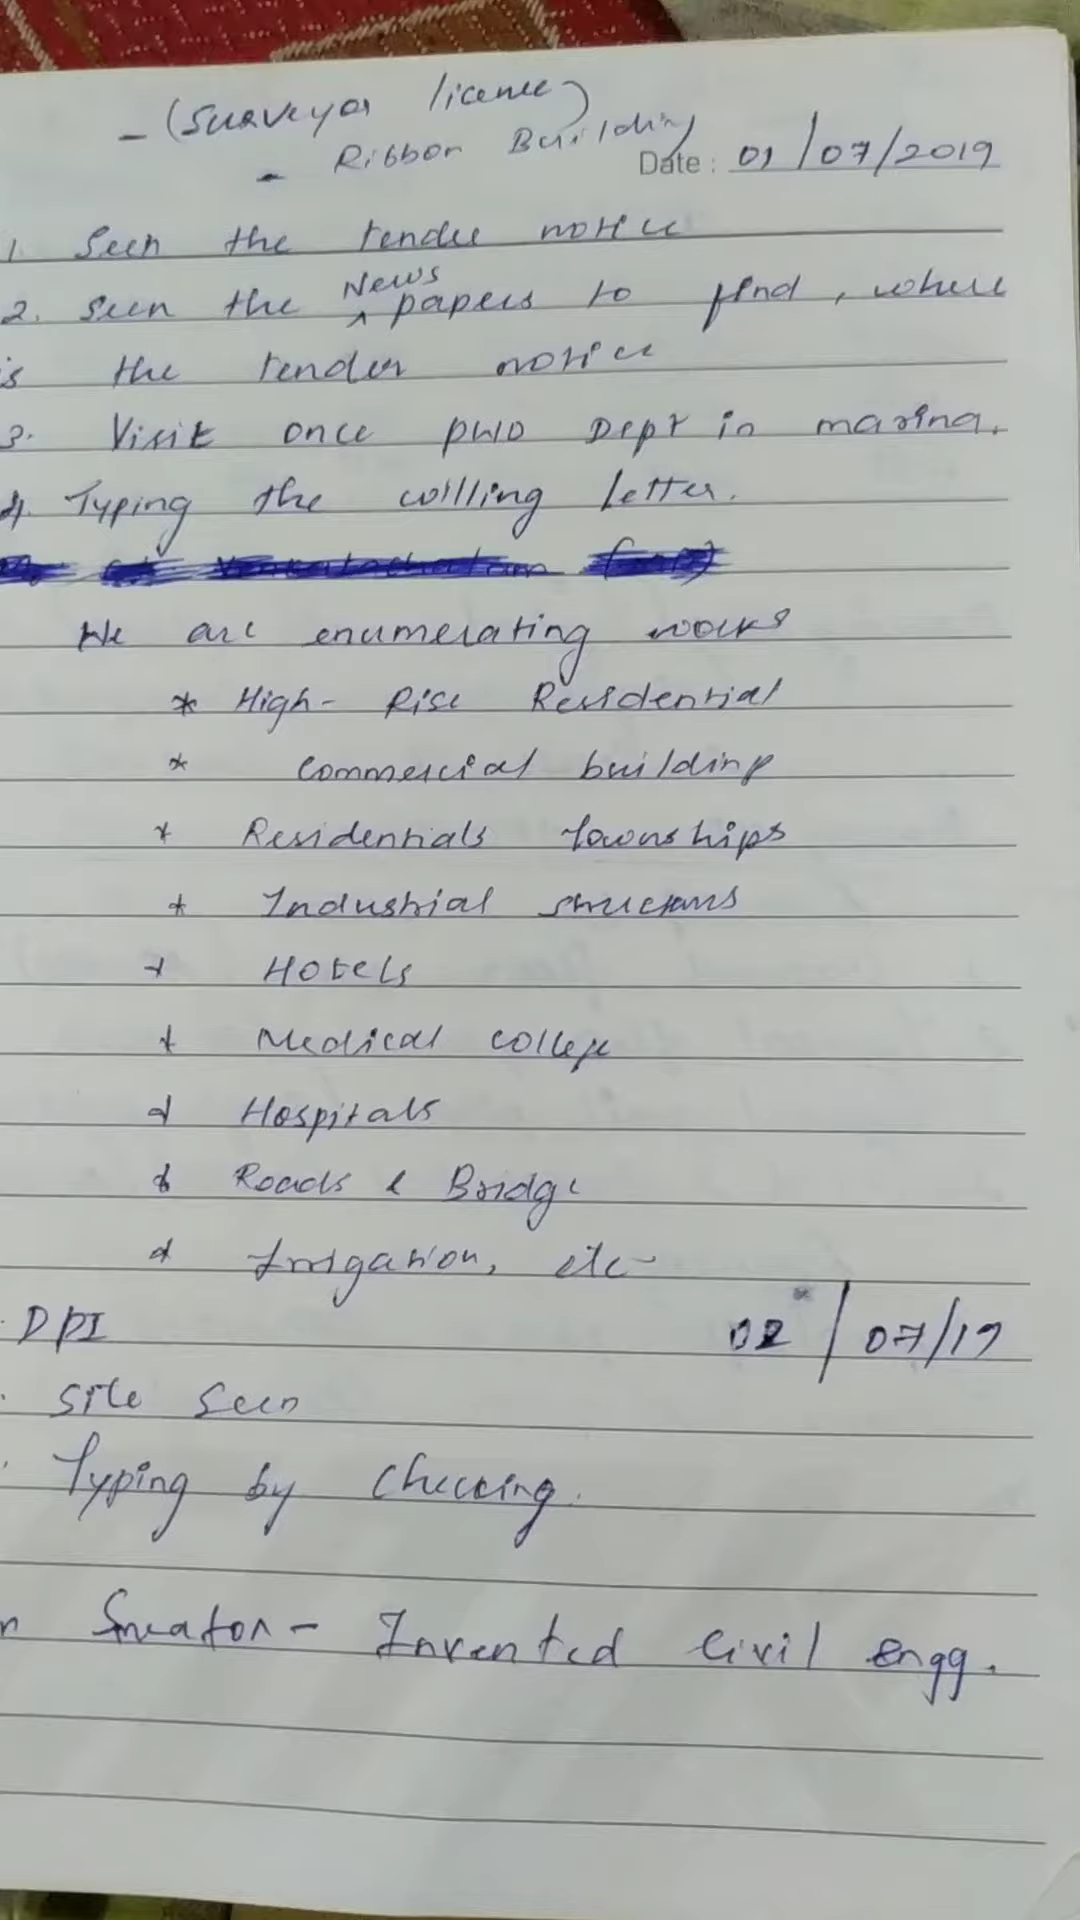 - (Surveyor licence)
- Ribbon Building
Date: 01/07/2019
1. Seen the tender notice
2. Seen the News papers to find, where
is the tender notice
3. Visit once PWD Dept in marina.
4. Typing the willing letter.
We are enumerating works
* High-Rise Residential
* Commercial building
* Residentials townships
* Industrial structures
* Hotels
* Medical college
* Hospitals
* Roads & Bridge
* Irrigation, etc
DPI 02/07/19
Site Seen
Typing by checking.
Smeaton - Invented Civil Engg.